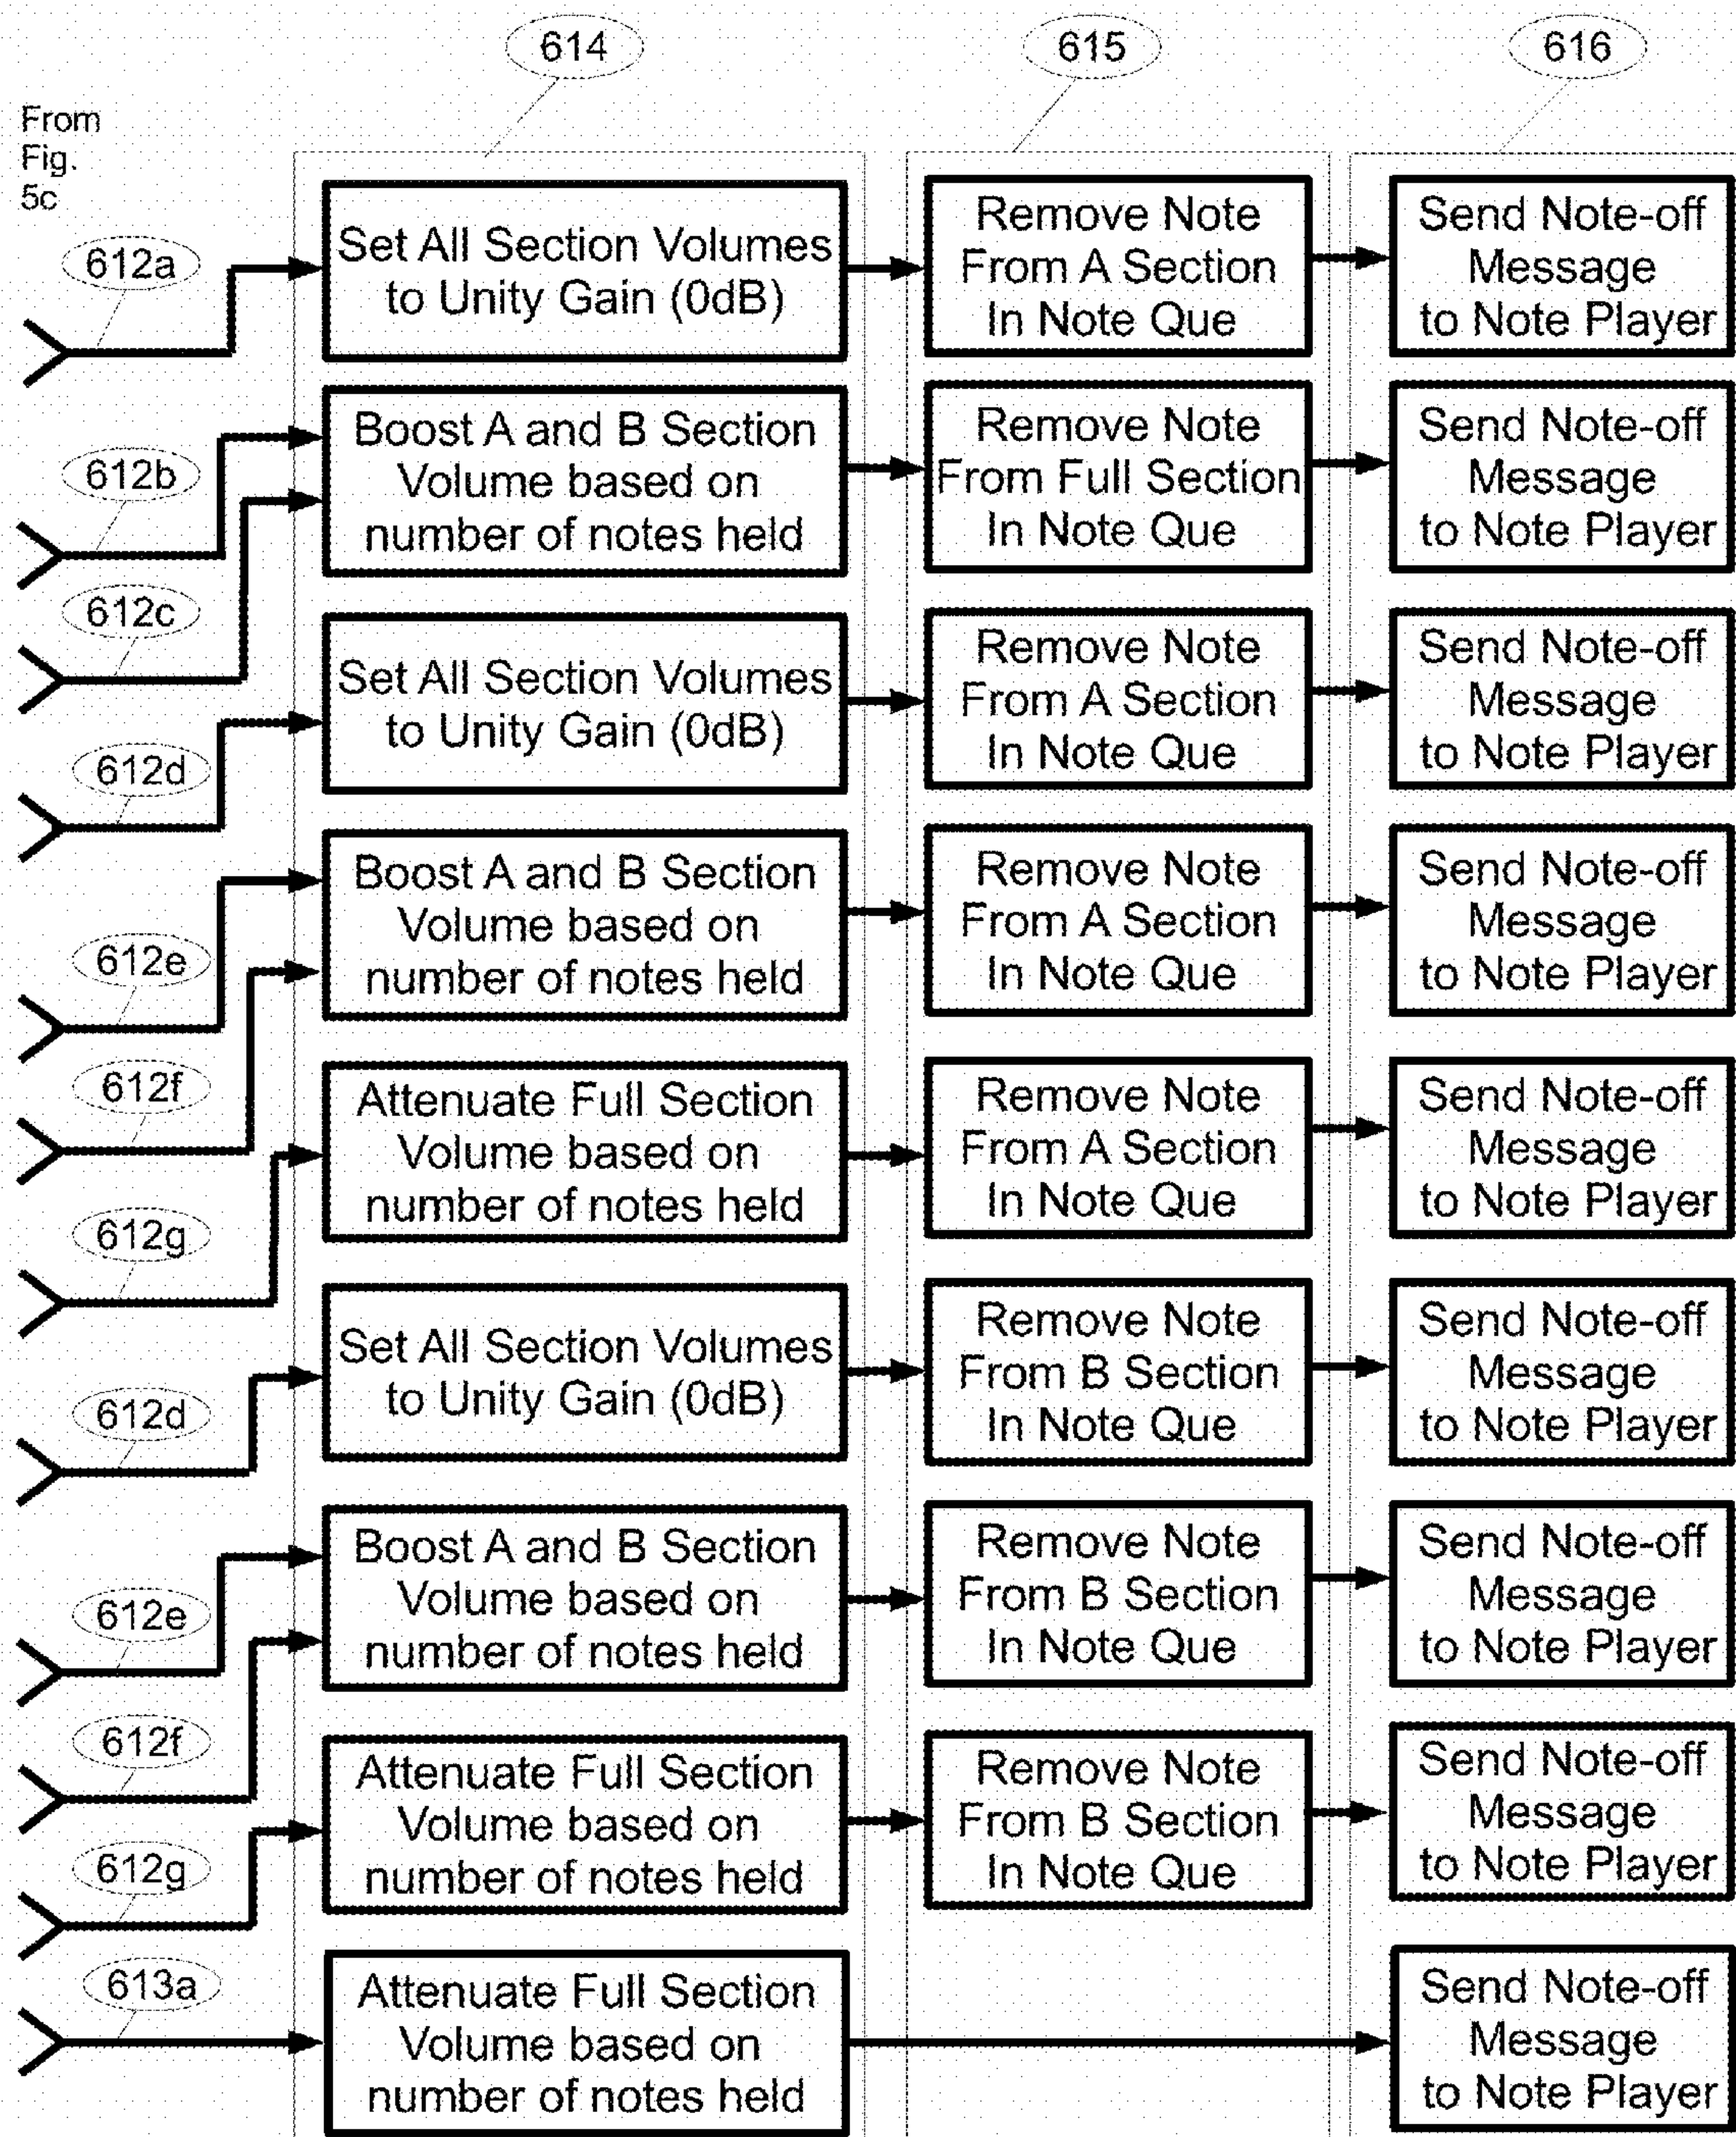 614
615
616
From
Fig.
5c
612a
Set All Section Volumes
to Unity Gain (0dB)
Remove Note
From A Section
In Note Que
Send Note-off
Message
to Note Player
612b
612c
Boost A and B Section
Volume based on
number of notes held
Remove Note
From Full Section
In Note Que
Send Note-off
Message
to Note Player
612d
Set All Section Volumes
to Unity Gain (0dB)
Remove Note
From A Section
In Note Que
Send Note-off
Message
to Note Player
612e
612f
Boost A and B Section
Volume based on
number of notes held
Remove Note
From A Section
In Note Que
Send Note-off
Message
to Note Player
612g
Attenuate Full Section
Volume based on
number of notes held
Remove Note
From A Section
In Note Que
Send Note-off
Message
to Note Player
612d
Set All Section Volumes
to Unity Gain (0dB)
Remove Note
From B Section
In Note Que
Send Note-off
Message
to Note Player
612e
612f
Boost A and B Section
Volume based on
number of notes held
Remove Note
From B Section
In Note Que
Send Note-off
Message
to Note Player
612g
Attenuate Full Section
Volume based on
number of notes held
Remove Note
From B Section
In Note Que
Send Note-off
Message
to Note Player
613a
Attenuate Full Section
Volume based on
number of notes held
Send Note-off
Message
to Note Player